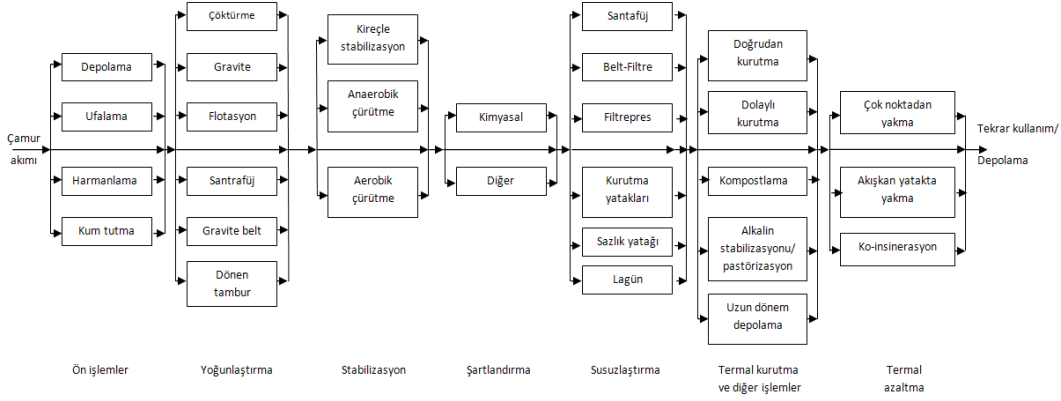 Çamur
akımı
Depolama
Ufalama
Harmanlama
Kum tutma
Ön işlemler
Çöktürme
Gravite
Flotasyon
Santrafüj
Gravite belt
Dönen
tambur
Yoğunlaştırma
Kireçle
stabilizasyon
Anaerobik
çürütme
Aerobik
çürütme
Stabilizasyon
Kimyasal
Diğer
Şartlandırma
Santafüj
Belt-Filtre
Filtrepres
Kurutma
yatakları
Sazlık yatağı
Lagün
Susuzlaştırma
Doğrudan
kurutma
Dolaylı
kurutma
Kompostlama
Alkalin
stabilizasyonu/
pastörizasyon
Uzun dönem
depolama
Termal kurutma
ve diğer işlemler
Çok noktadan
yakma
Akışkan yatakta
yakma
Ko-insinerasyon
Termal
azaltma
Tekrar kullanım/
Depolama